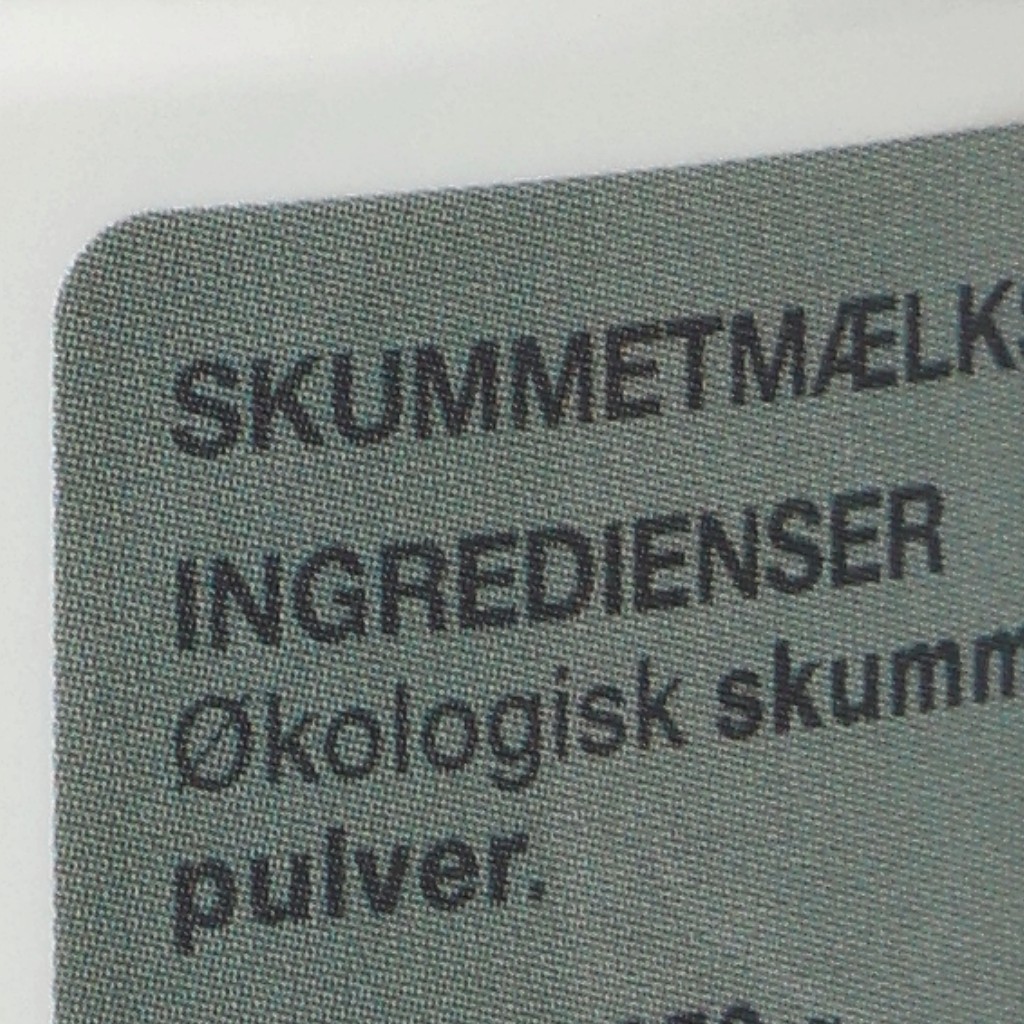 SKUMMETMÆLKS
INGREDIENSER
Økologisk skumm
pulver.